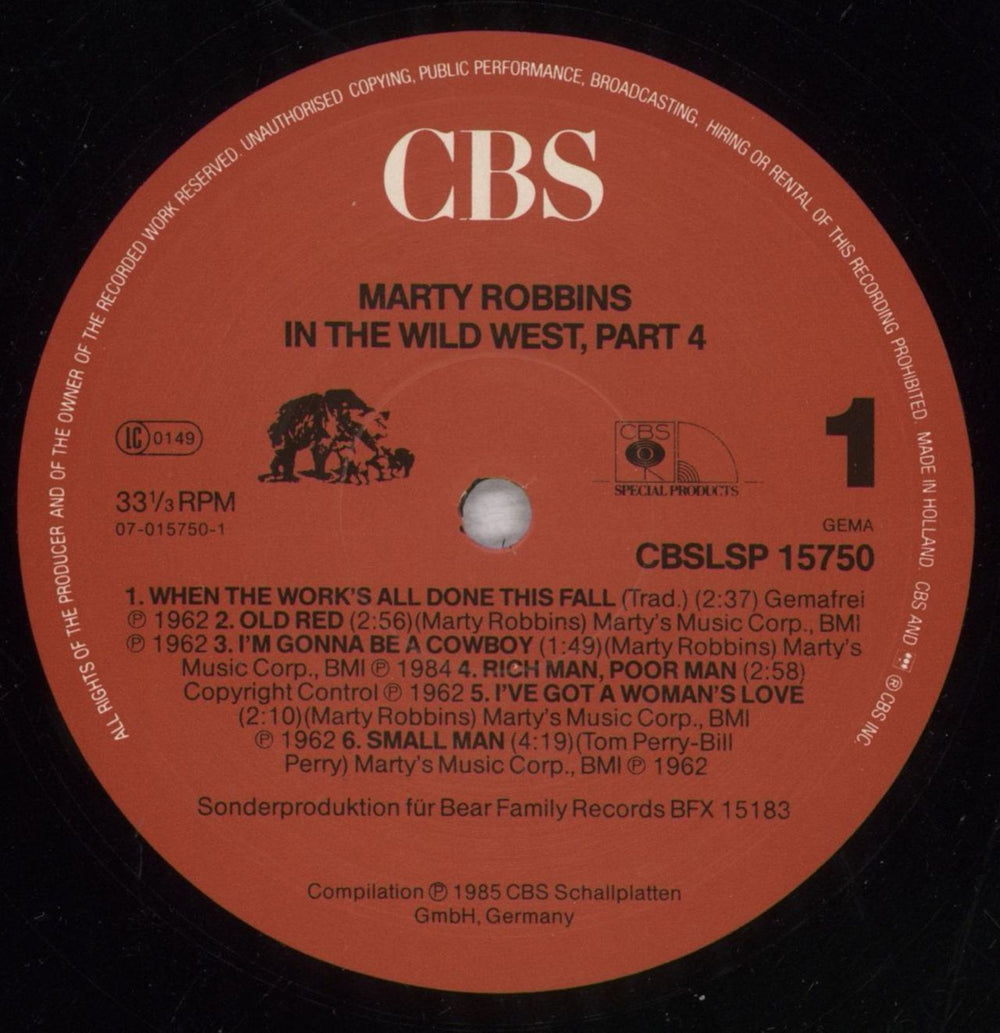 ALL RIGHTS OF THE PRODUCER AND OF THE OWNER OF THE RECORDED WORK RESERVED. UNAUTHORISED COPYING, PUBLIC PERFORMANCE, BROADCASTING, HIRING OR RENTAL OF THIS RECORDING PROHIBITED. MADE IN HOLLAND. CBS AND ® CBS INC.
CBS
MARTY ROBBINS
IN THE WILD WEST, PART 4
LC 0149
CBS
SPECIAL PRODUCTS
1
33⅓ RPM
07-015750-1
GEMA
CBSLSP 15750
1. WHEN THE WORK'S ALL DONE THIS FALL (Trad.) (2:37) Gemafrei
℗ 1962 2. OLD RED (2:56)(Marty Robbins) Marty's Music Corp., BMI
℗ 1962 3. I'M GONNA BE A COWBOY (1:49)(Marty Robbins) Marty's
Music Corp., BMI ℗ 1984 4. RICH MAN, POOR MAN (2:58)
Copyright Control ℗ 1962 5. I'VE GOT A WOMAN'S LOVE
(2:10)(Marty Robbins) Marty's Music Corp., BMI
℗ 1962 6. SMALL MAN (4:19)(Tom Perry-Bill
Perry) Marty's Music Corp., BMI ℗ 1962
Sonderproduktion für Bear Family Records BFX 15183
Compilation ℗ 1985 CBS Schallplatten
GmbH, Germany